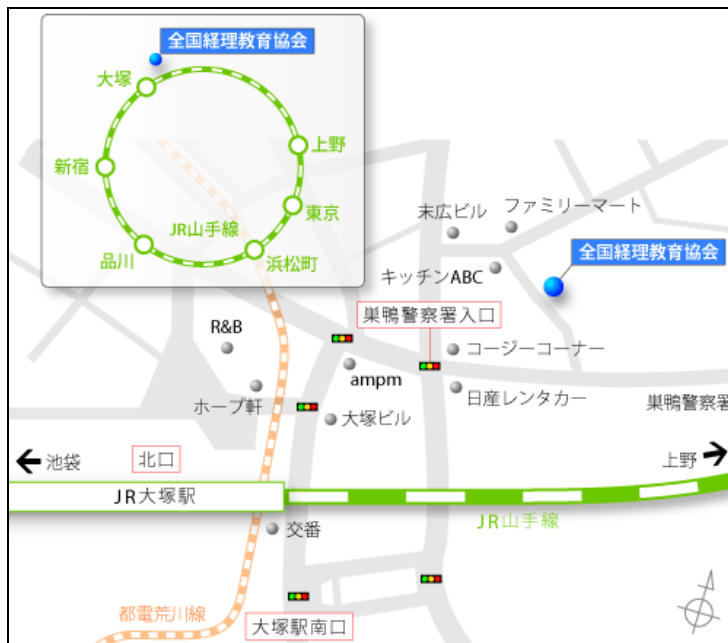 全国経理教育協会
大塚
上野
新宿
東京
JR山手線
品川
浜松町
末広ビル
ファミリーマート
全国経理教育協会
キッチンABC
巣鴨警察署入口
R&B
コージーコーナー
ampm
ホープ軒
日産レンタカー
大塚ビル
巣鴨警察署
池袋
北口
上野
JR大塚駅
JR山手線
交番
都電荒川線
大塚駅南口